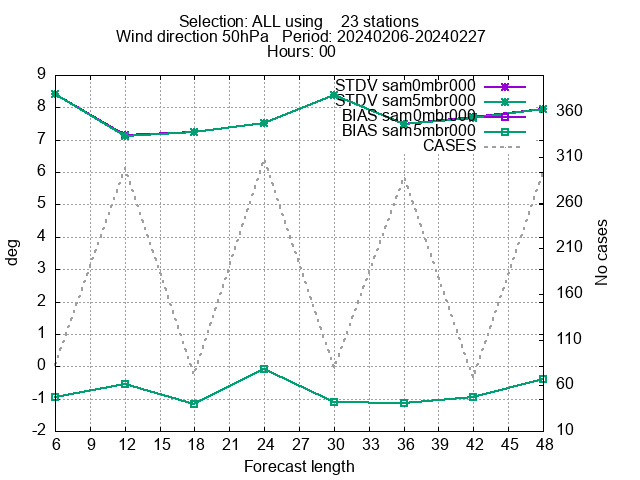 Selection: ALL using    23 stations
Wind direction 50hPa   Period: 20240206-20240227
Hours: 00
STDV sam0mbr000
STDV sam5mbr000
BIAS sam0mbr000
BIAS sam5mbr000
CASES
9
8
7
6
5
4
3
2
1
0
-1
-2
deg
360
310
260
210
160
110
60
10
No cases
6 9 12 15 18 21 24 27 30 33 36 39 42 45 48
Forecast length